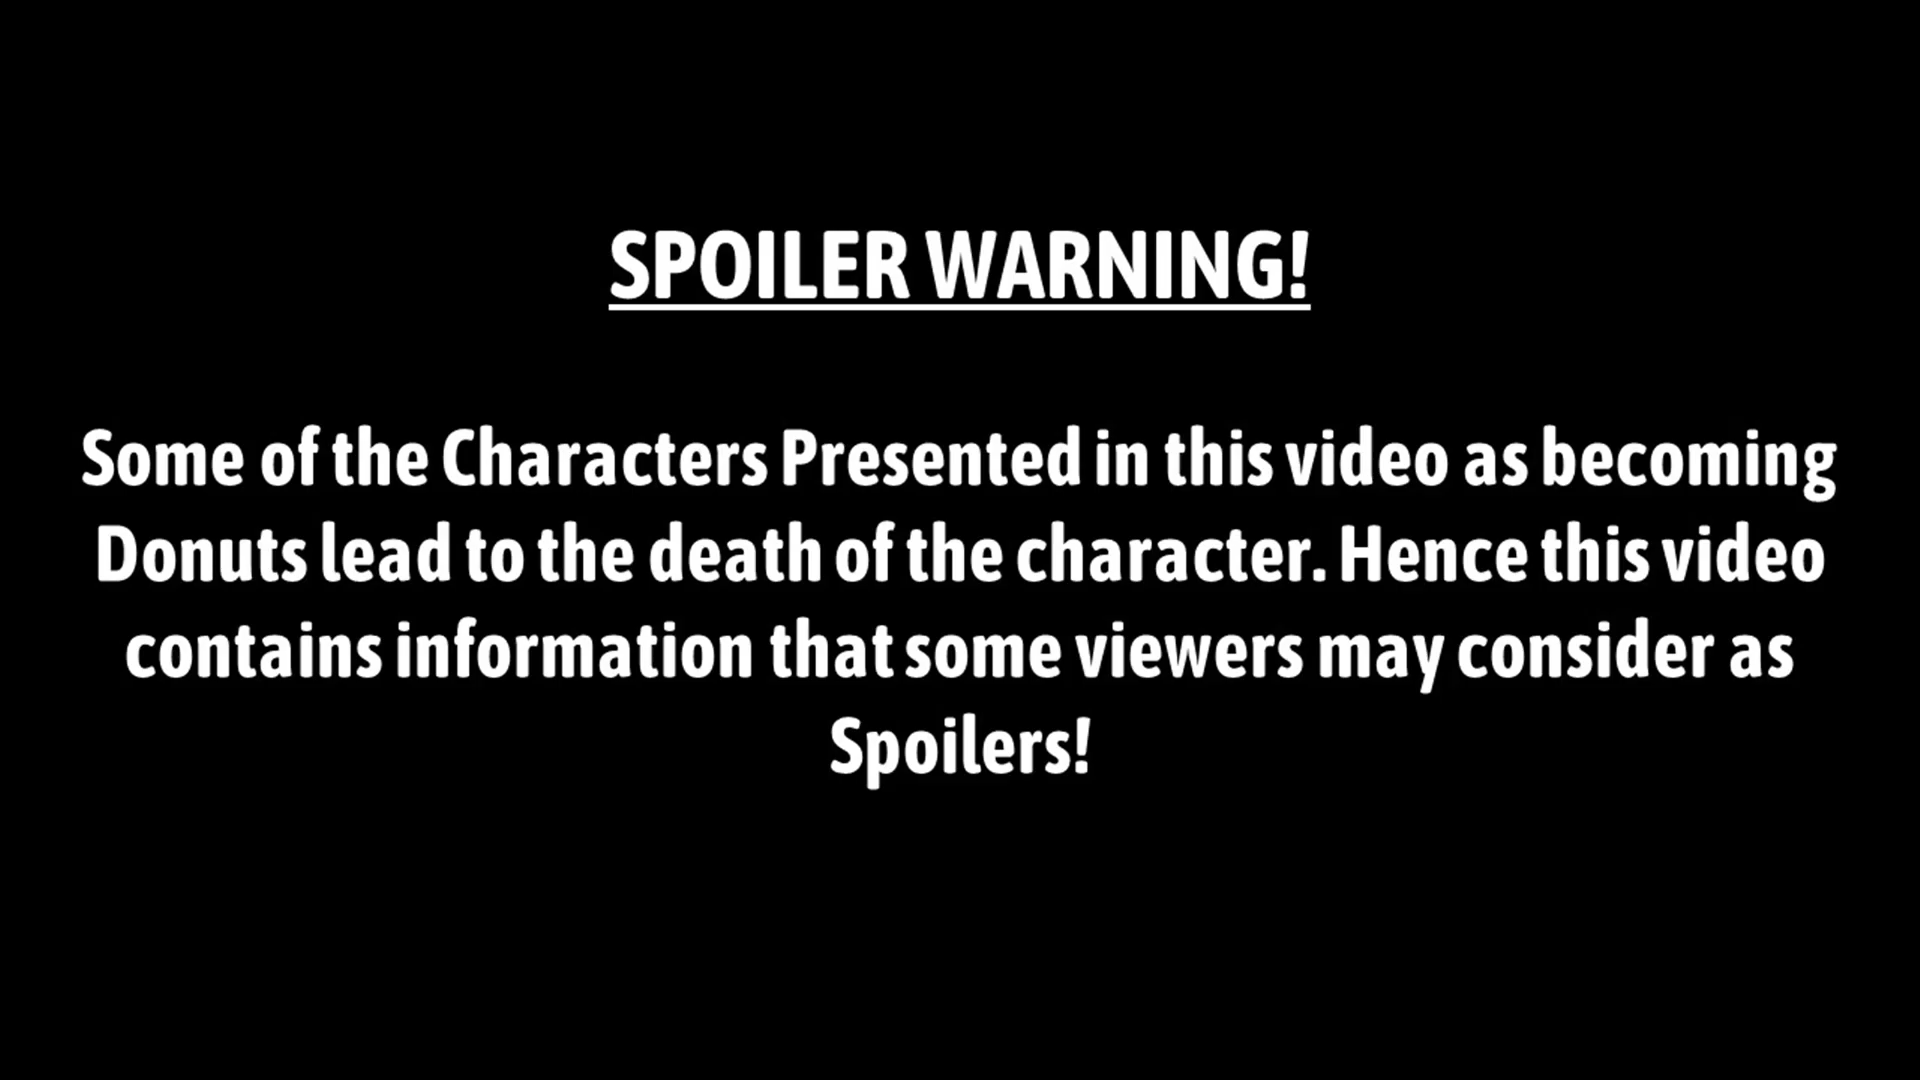 SPOILER WARNING!
Some of the Characters Presented in this video as becoming
Donuts lead to the death of the character. Hence this video
contains information that some viewers may consider as
Spoilers!